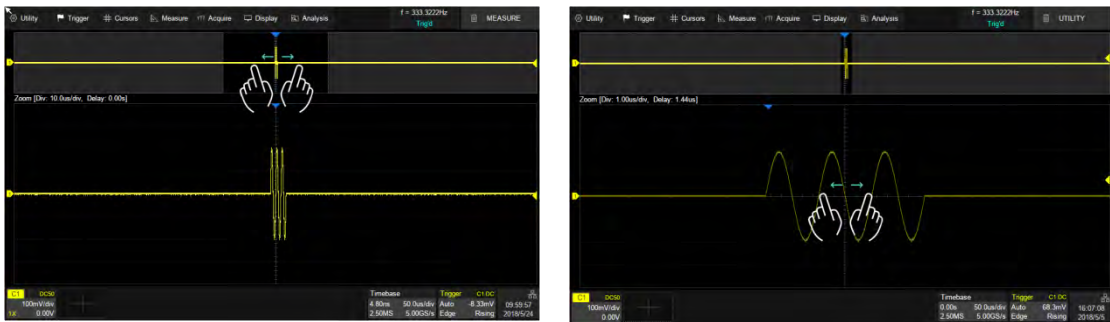 Utility Trigger Cursors Measure Acquire Display Analysis
f = 333.3222Hz
Trig'd
MEASURE
Zoom [Div: 10.0us/div, Delay: 0.00s]
C1 DC50
100mV/div
1X 0.00V
Timebase
4.80ns 50.0us/div
2.50MS 5.00GS/s
Trigger C1 DC
Auto -8.33mV
Edge Rising
09:59:57
2018/5/24
Utility Trigger Cursors Measure Acquire Display Analysis
f = 333.3222Hz
Trig'd
UTILITY
Zoom [Div: 1.00us/div, Delay: 1.44us]
C1 DC50
100mV/div
0.00V
Timebase
0.00s 50.0us/div
2.50MS 5.00GS/s
Trigger C1 DC
Auto 68.3mV
Edge Rising
16:07:08
2018/5/5